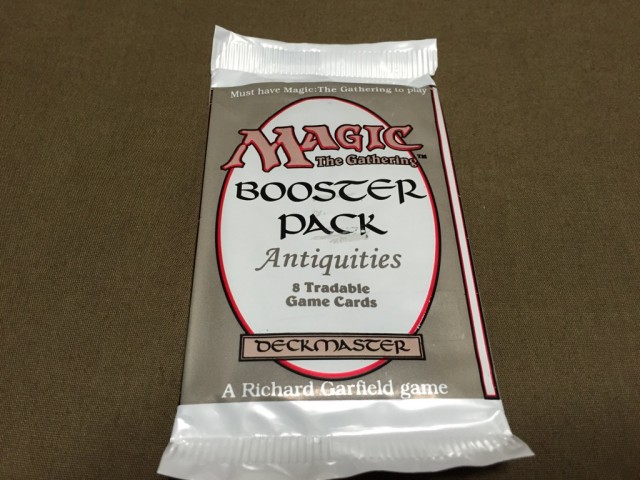 Must have Magic:The Gathering to play
MAGIC
The Gathering™
BOOSTER
PACK
Antiquities
8 Tradable
Game Cards
DECKMASTER
A Richard Garfield game